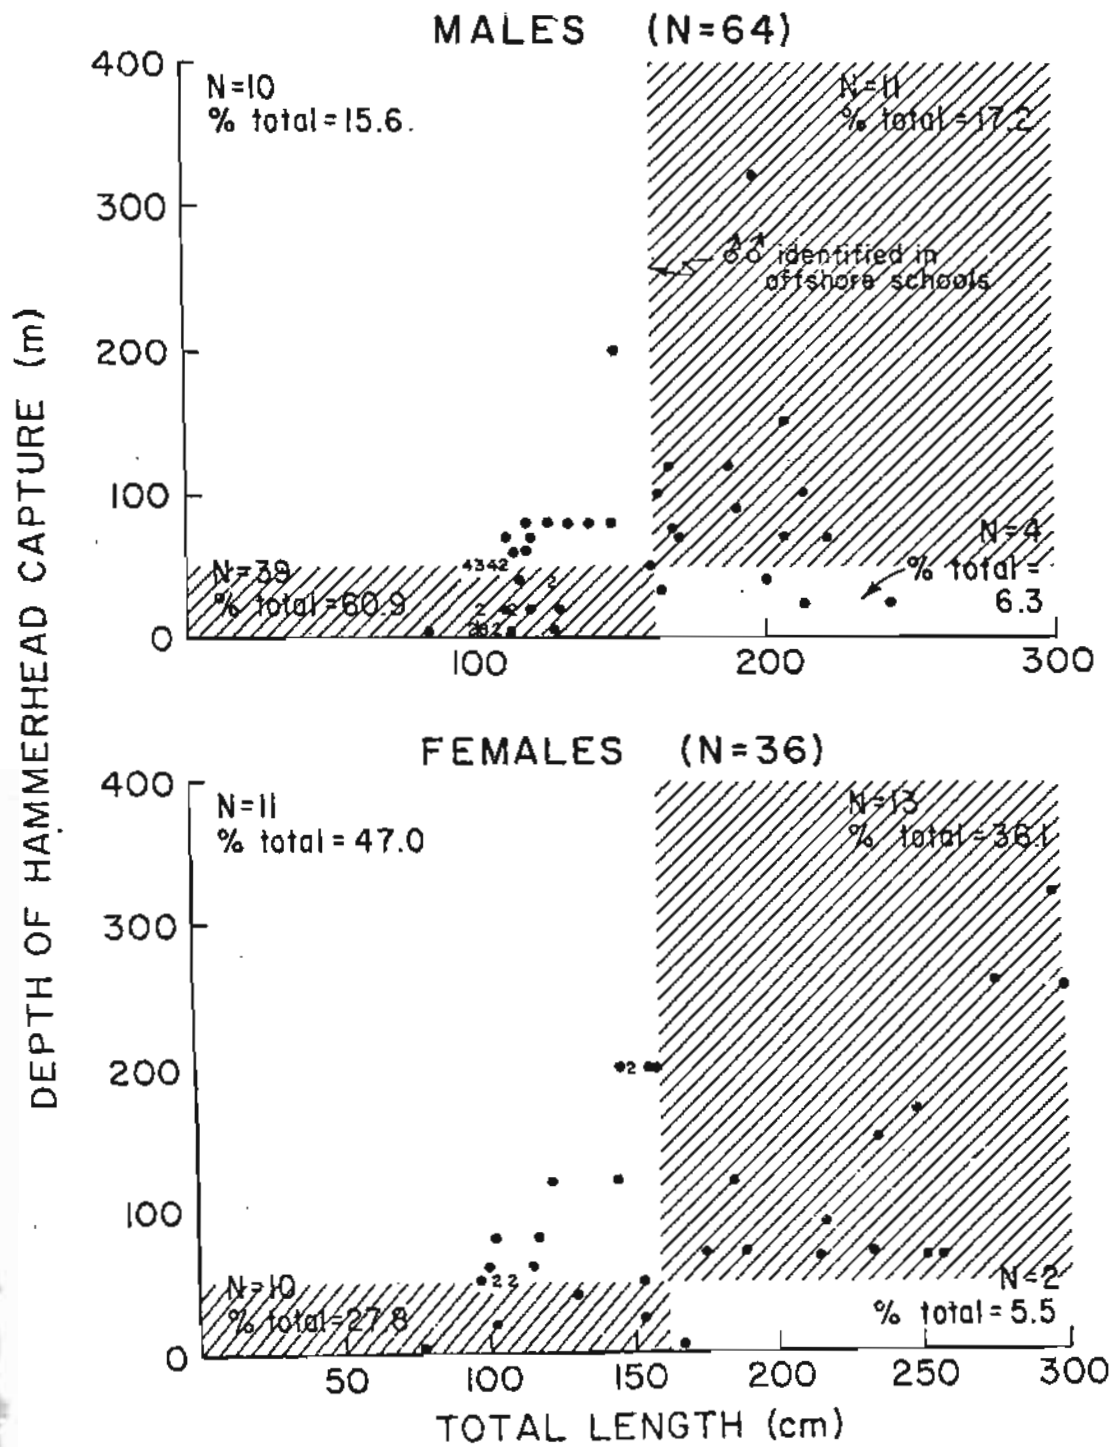 MALES (N=64)
400
N=10
% total=15.6.
N=11
% total=17.2
300
♂♂ identified in
offshore schools
200
100
N=4
% total=
6.3
N=39
% total=60.9
4342
2
2 2
2
0
100
200
300
DEPTH OF HAMMERHEAD CAPTURE (m)
FEMALES (N=36)
400
N=11
% total=47.0
N=13
% total=36.1
300
200
2
100
2 2
N=10
% total=27.8
N=2
% total=5.5
0
50
100
150
200
250
300
TOTAL LENGTH (cm)